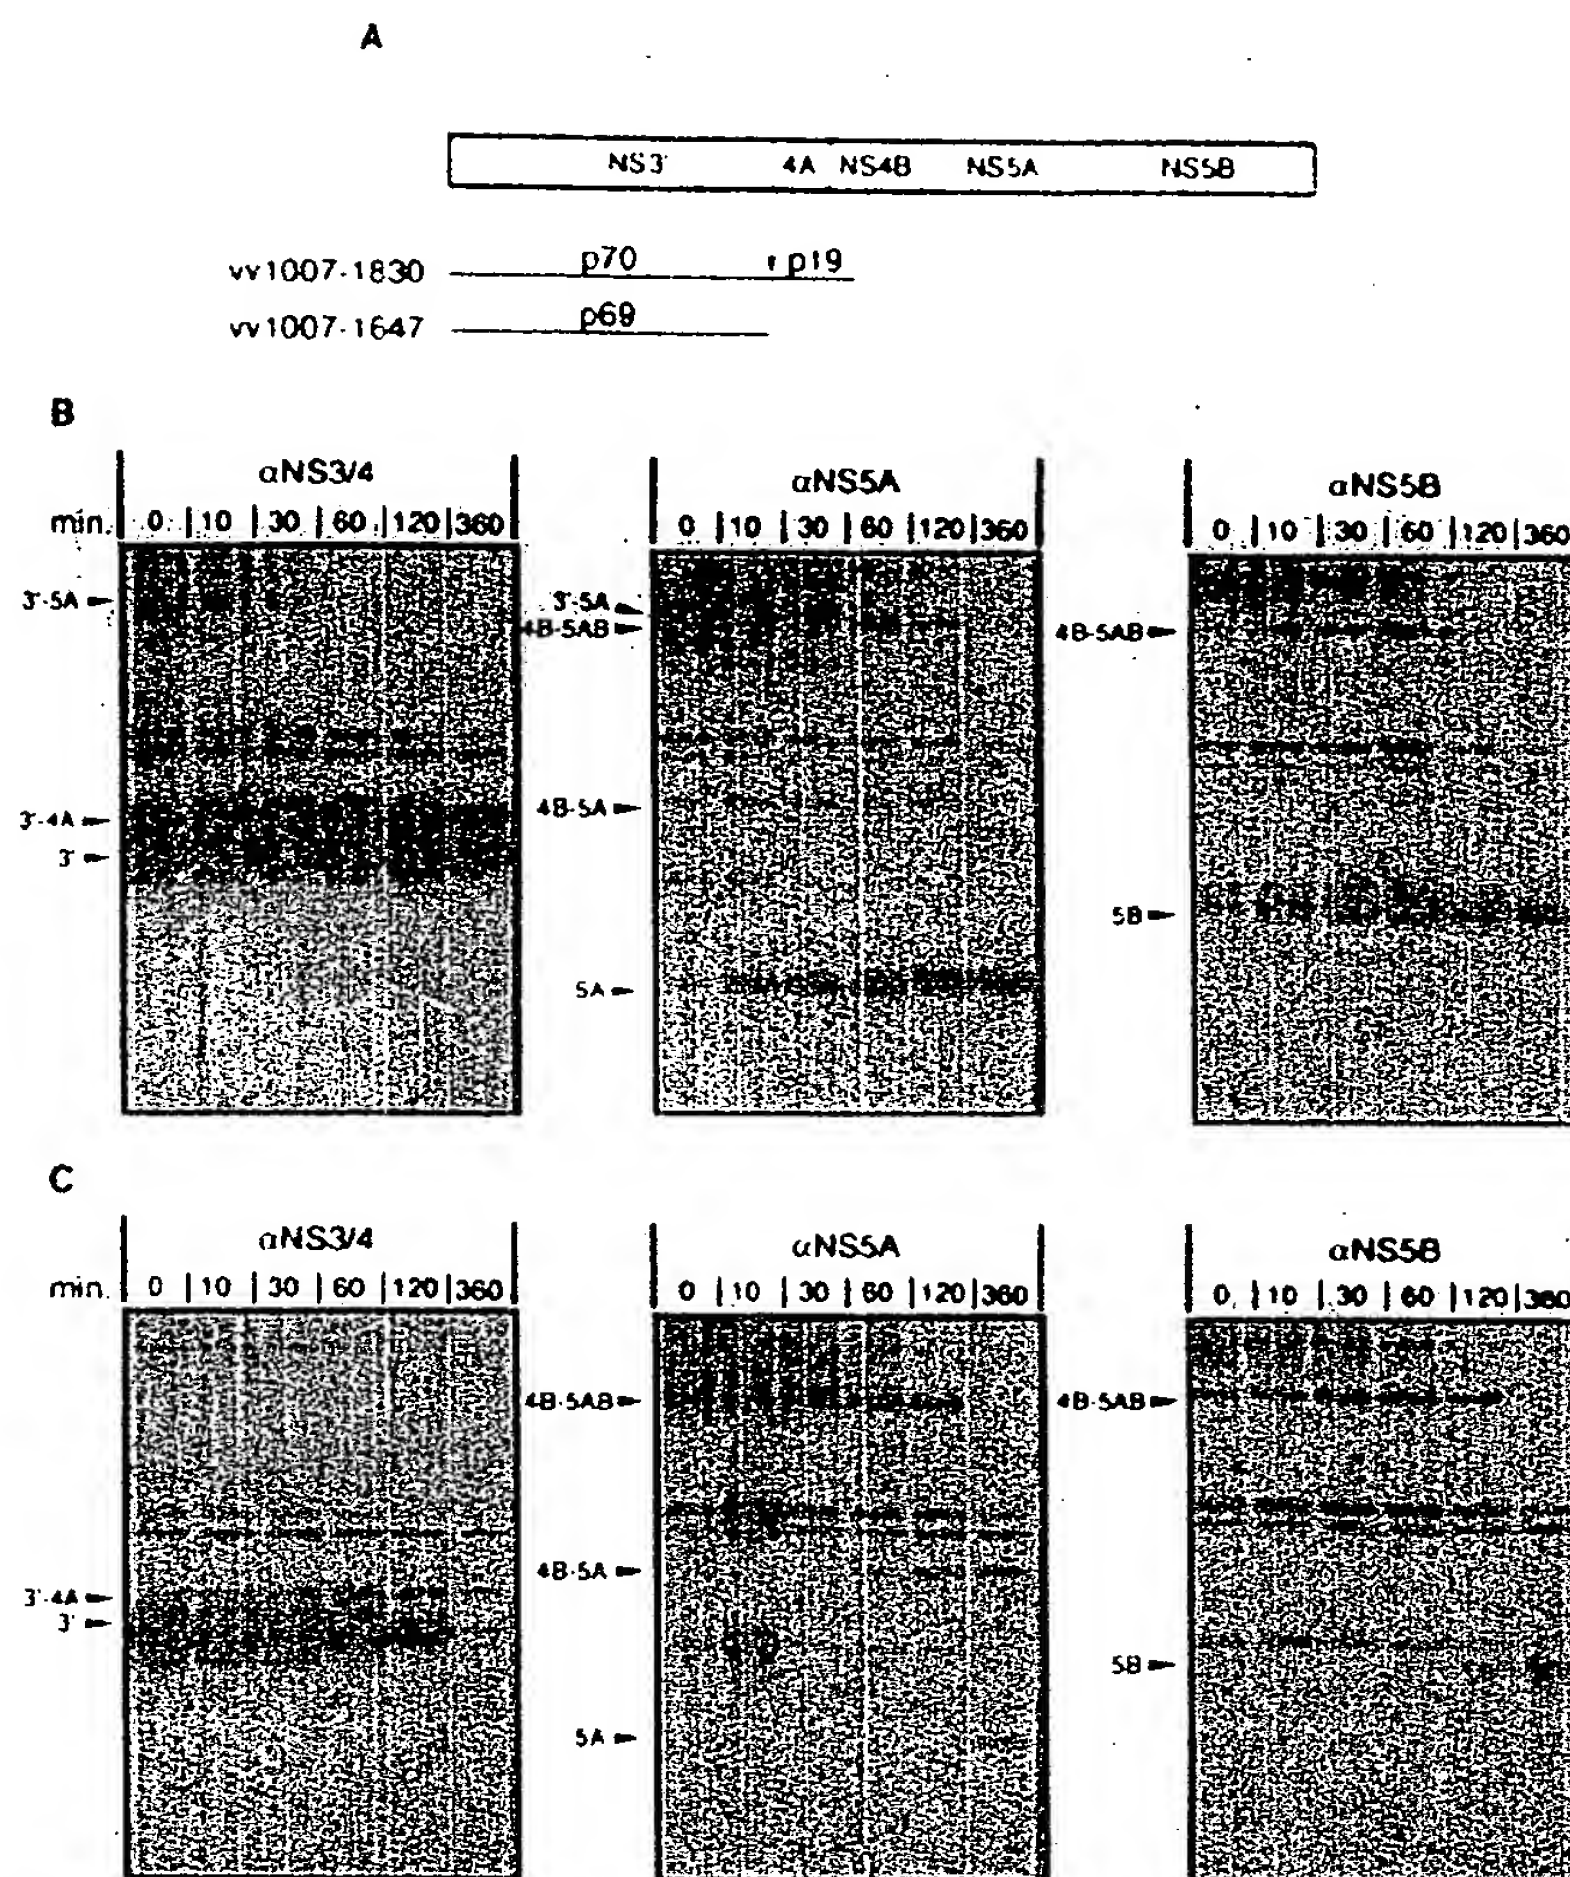 A
NS3' 4A NS4B NS5A NS5B
vv1007-1830 p70 p19
vv1007-1647 p69
B
αNS3/4
min. 0 10 30 60 120 360
3'-5A
3'-4A
3'
αNS5A
0 10 30 60 120 360
3'-5A
4B-5AB
4B-5A
5A
αNS5B
0 10 30 60 120 360
4B-5AB
5B
C
αNS3/4
min. 0 10 30 60 120 360
3'-4A
3'
αNS5A
0 10 30 60 120 360
4B-5AB
4B-5A
5A
αNS5B
0 10 30 60 120 360
4B-5AB
5B